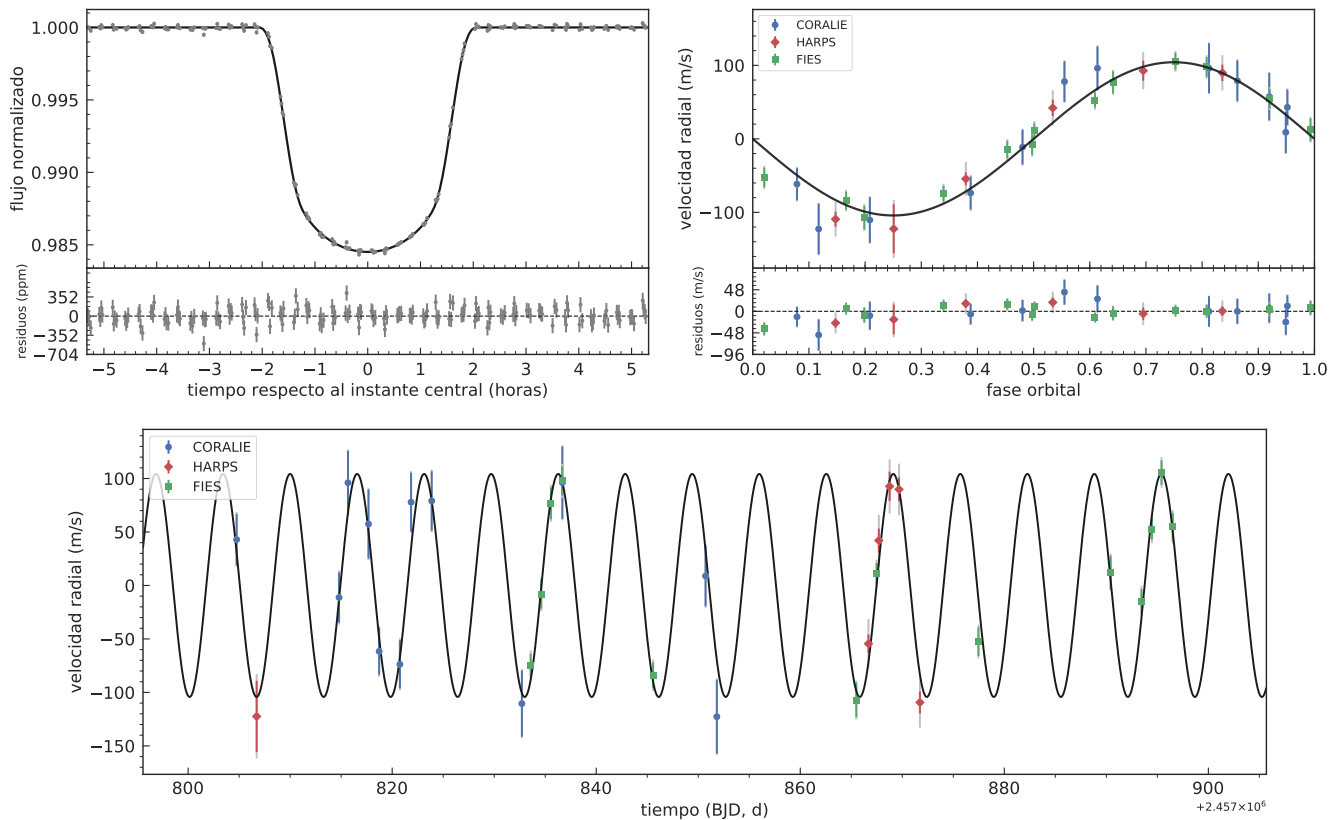 1.000
0.995
0.990
0.985
flujo normalizado
352
0
−352
−704
residuos (ppm)
−5 −4 −3 −2 −1 0 1 2 3 4 5
tiempo respecto al instante central (horas)
CORALIE
HARPS
FIES
100
0
−100
velocidad radial (m/s)
48
0
−48
−96
residuos (m/s)
0.0 0.1 0.2 0.3 0.4 0.5 0.6 0.7 0.8 0.9 1.0
fase orbital
CORALIE
HARPS
FIES
100
50
0
−50
−100
−150
velocidad radial (m/s)
800 820 840 860 880 900
tiempo (BJD, d)
+2.457×10⁶